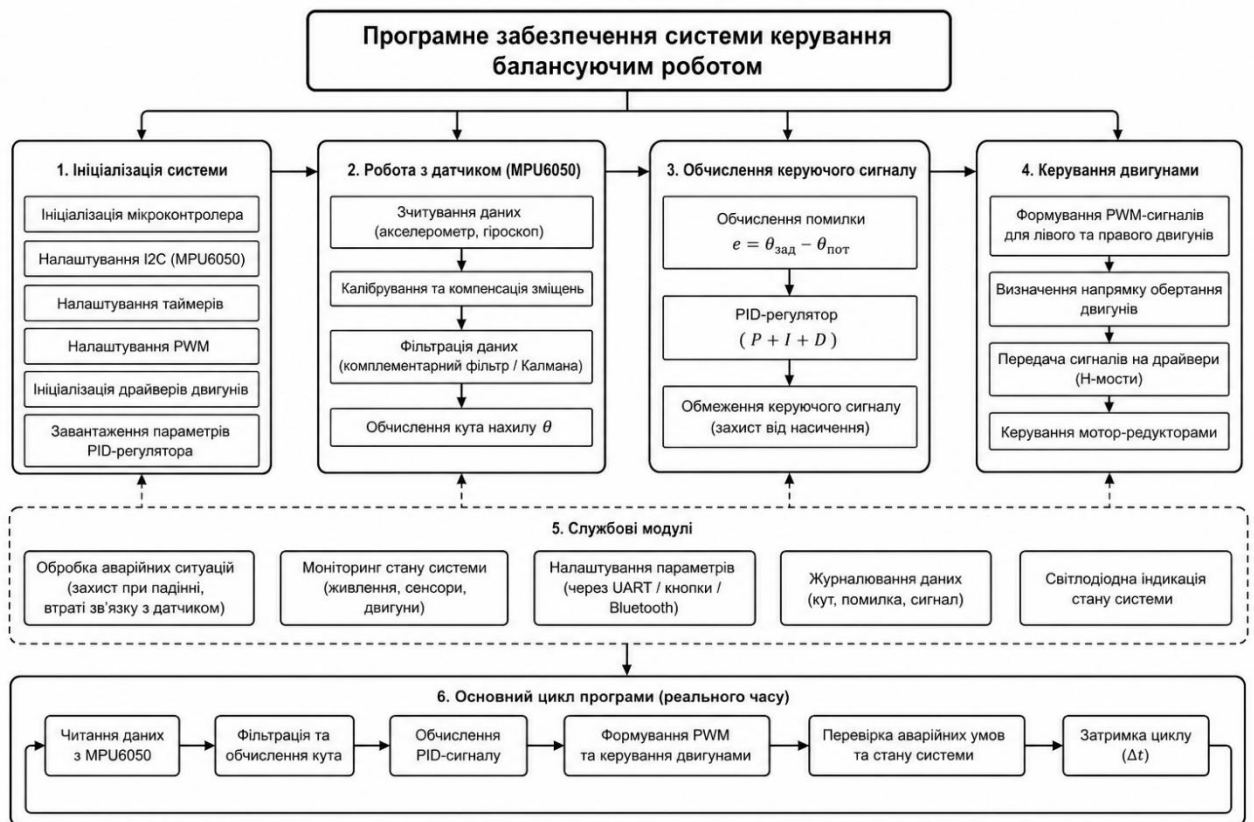 Програмне забезпечення системи керування
балансуючим роботом
1. Ініціалізація системи
Ініціалізація мікроконтролера
Налаштування I2C (MPU6050)
Налаштування таймерів
Налаштування PWM
Ініціалізація драйверів двигунів
Завантаження параметрів
PID-регулятора
2. Робота з датчиком (MPU6050)
Зчитування даних
(акселерометр, гіроскоп)
Калібрування та компенсація зміщень
Фільтрація даних
(комплементарний фільтр / Калмана)
Обчислення кута нахилу θ
3. Обчислення керуючого сигналу
Обчислення помилки
e = θзад − θпот
PID-регулятор
( P + I + D )
Обмеження керуючого сигналу
(захист від насичення)
4. Керування двигунами
Формування PWM-сигналів
для лівого та правого двигунів
Визначення напрямку обертання
двигунів
Передача сигналів на драйвери
(H-мости)
Керування мотор-редукторами
5. Службові модулі
Обробка аварійних ситуацій
(захист при падінні,
втраті зв’язку з датчиком)
Моніторинг стану системи
(живлення, сенсори,
двигуни)
Налаштування параметрів
(через UART / кнопки /
Bluetooth)
Журналювання даних
(кут, помилка, сигнал)
Світлодіодна індикація
стану системи
6. Основний цикл програми (реального часу)
Читання даних
з MPU6050
Фільтрація та
обчислення кута
Обчислення
PID-сигналу
Формування PWM
та керування двигунами
Перевірка аварійних умов
та стану системи
Затримка циклу
(Δt)